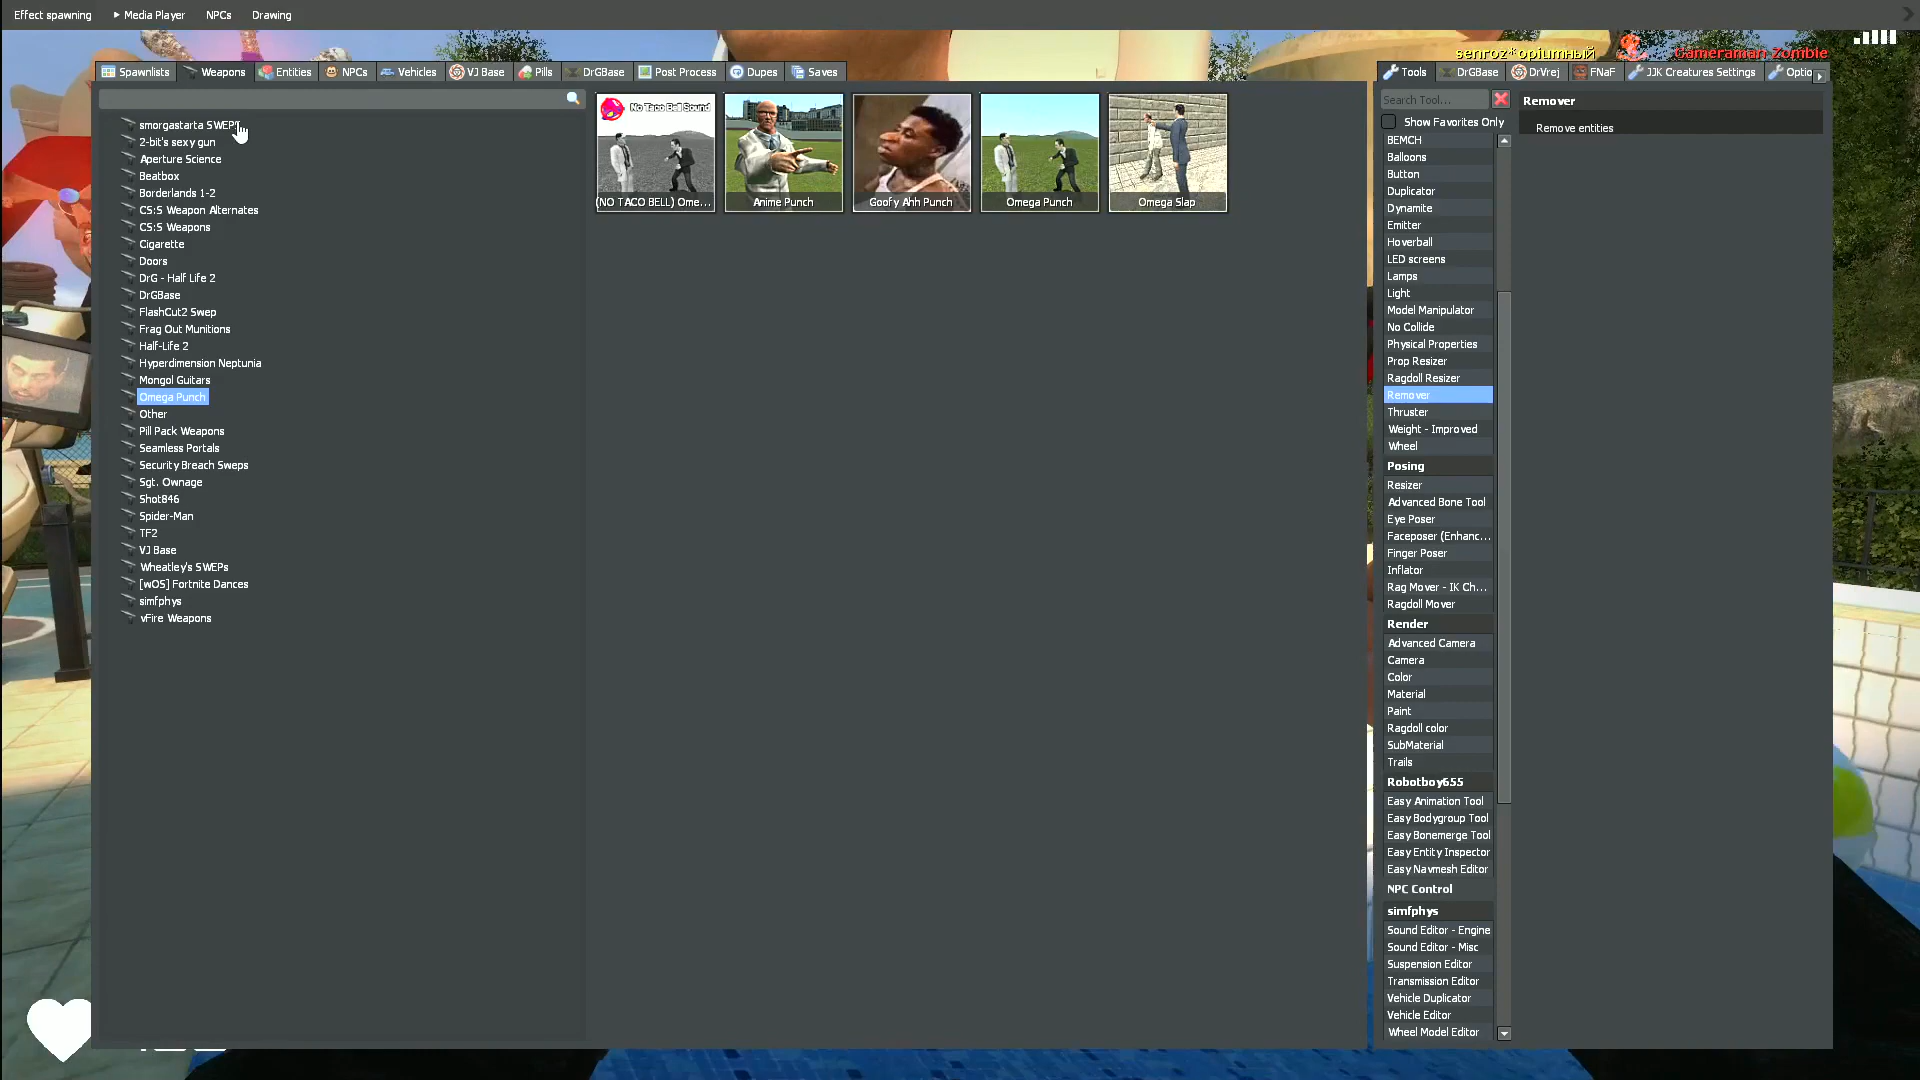 Effect spawning
Media Player
NPCs
Drawing
senroz*opiumный
Cameraman Zombie
Spawnlists
Weapons
Entities
NPCs
Vehicles
VJ Base
Pills
DrGBase
Post Process
Dupes
Saves
smorgastarta SWEPS
2-bit's sexy gun
Aperture Science
Beatbox
Borderlands 1-2
CS:S Weapon Alternates
CS:S Weapons
Cigarette
Doors
DrG - Half Life 2
DrGBase
FlashCut2 Swep
Frag Out Munitions
Half-Life 2
Hyperdimension Neptunia
Mongol Guitars
Omega Punch
Other
Pill Pack Weapons
Seamless Portals
Security Breach Sweps
Sgt. Ownage
Shot846
Spider-Man
TF2
VJ Base
Wheatley's SWEPs
[wOS] Fortnite Dances
simfphys
vFire Weapons
No Taco Bell Sound
(NO TACO BELL) Ome...
Anime Punch
Goofy Ahh Punch
Omega Punch
Omega Slap
Tools
DrGBase
DrVrej
FNaF
JJK Creatures Settings
Optio
Search Tool...
Show Favorites Only
BEMCH
Balloons
Button
Duplicator
Dynamite
Emitter
Hoverball
LED screens
Lamps
Light
Model Manipulator
No Collide
Physical Properties
Prop Resizer
Ragdoll Resizer
Remover
Thruster
Weight - Improved
Wheel
Posing
Resizer
Advanced Bone Tool
Eye Poser
Faceposer (Enhanc...
Finger Poser
Inflator
Rag Mover - IK Ch...
Ragdoll Mover
Render
Advanced Camera
Camera
Color
Material
Paint
Ragdoll color
SubMaterial
Trails
Robotboy655
Easy Animation Tool
Easy Bodygroup Tool
Easy Bonemerge Tool
Easy Entity Inspector
Easy Navmesh Editor
NPC Control
simfphys
Sound Editor - Engine
Sound Editor - Misc
Suspension Editor
Transmission Editor
Vehicle Duplicator
Vehicle Editor
Wheel Model Editor
Remover
Remove entities